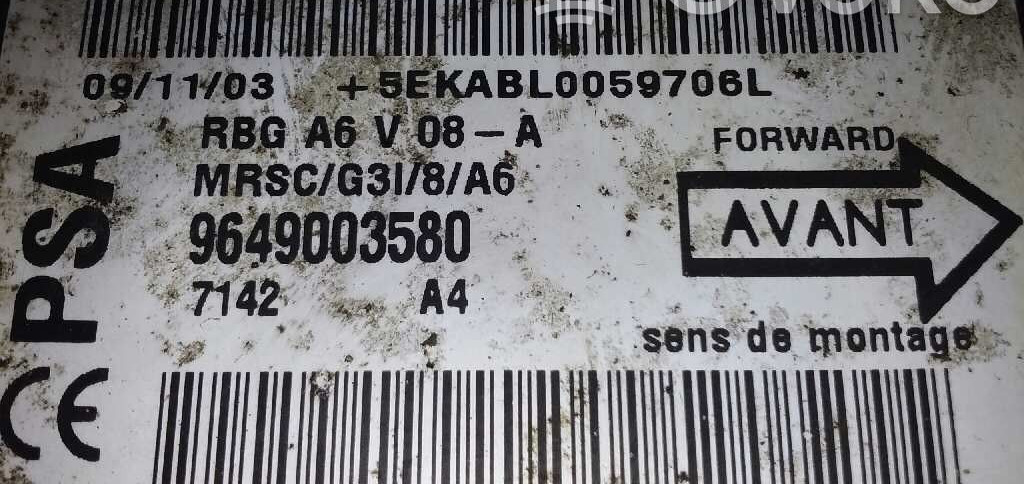 09/11/03 +5EKABL0059706L
RBG A6 V 08-A
MRSC/G3I/8/A6
9649003580
7142 A4
FORWARD
AVANT
sens de montage
PSA
CE